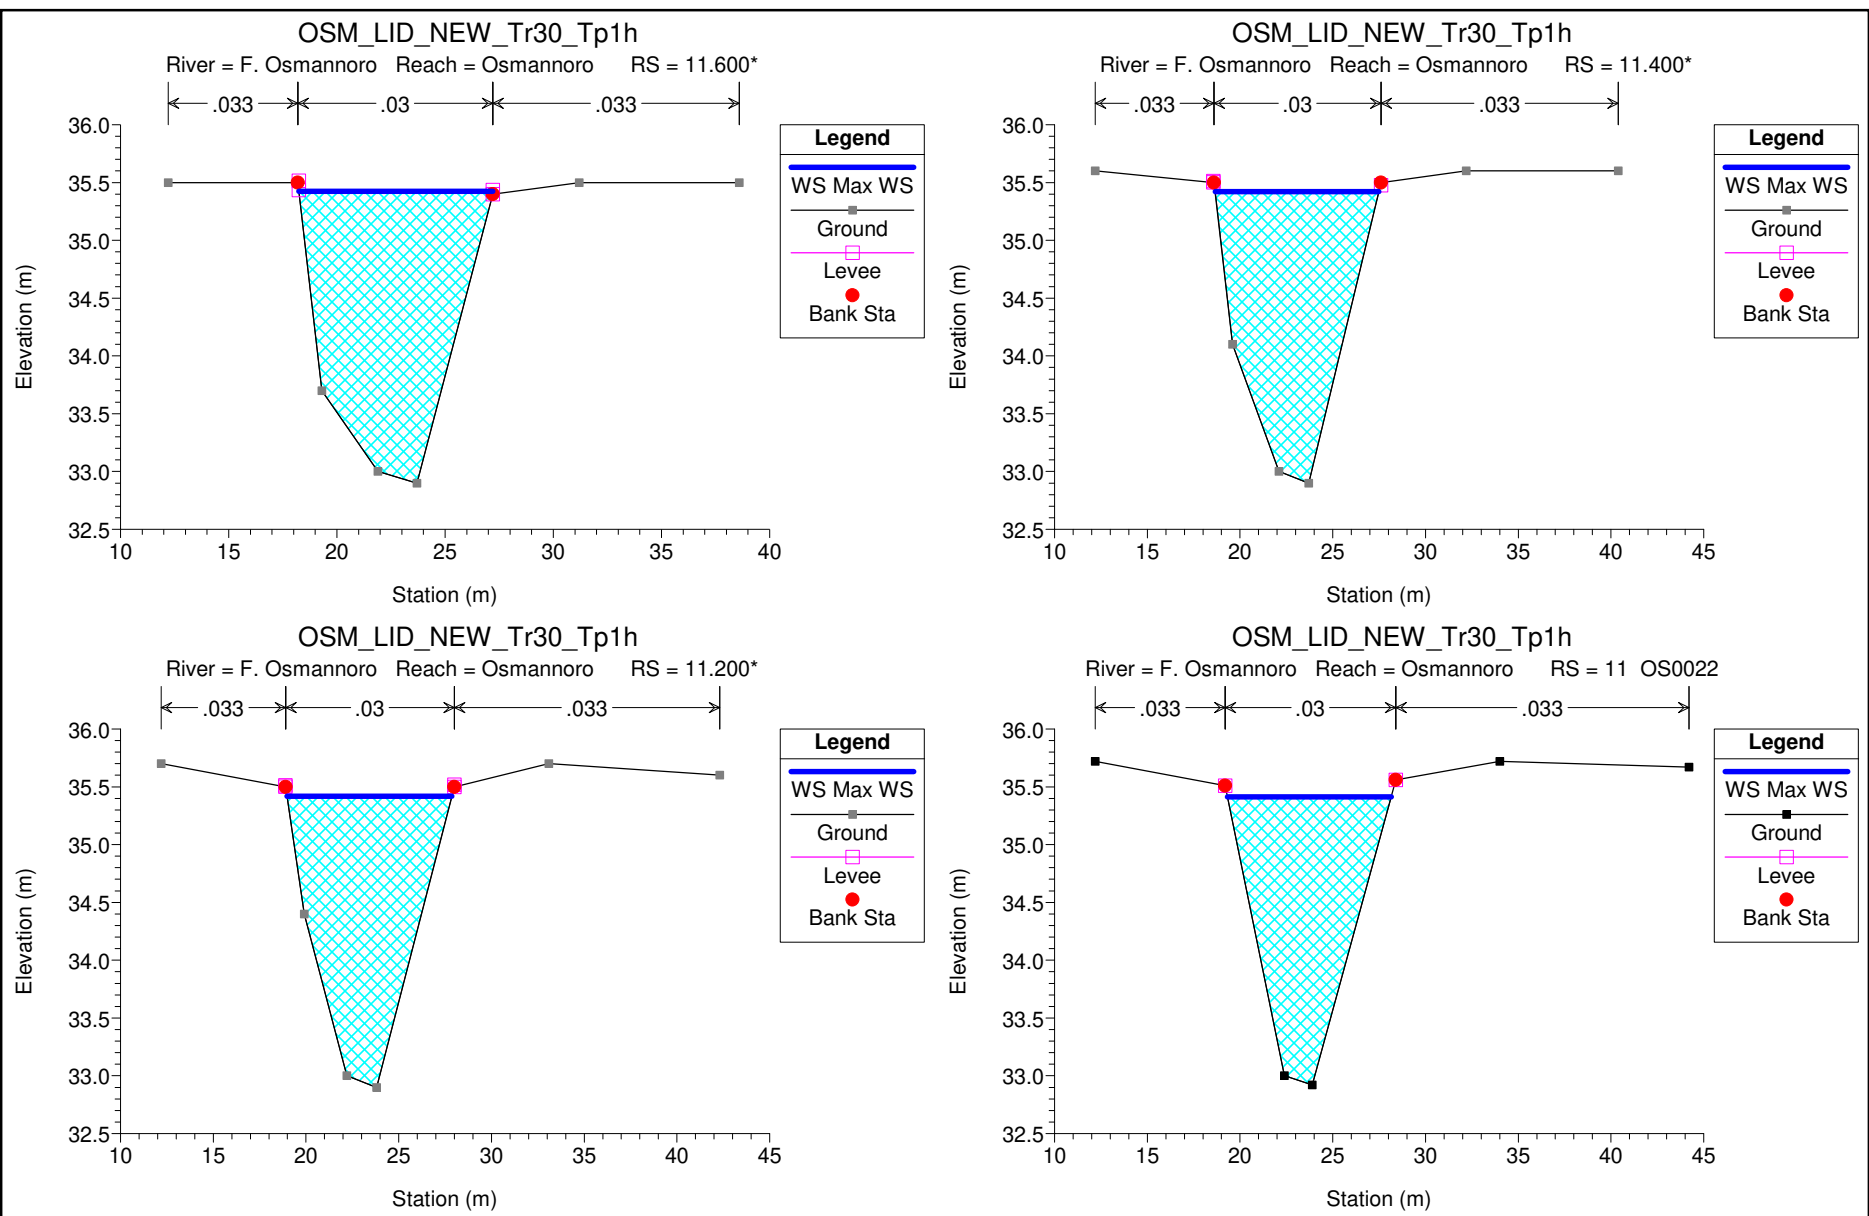 OSM_LID_NEW_Tr30_Tp1h
River = F. Osmannoro Reach = Osmannoro RS = 11.600*
.033 .03 .033
36.0
35.5
35.0
34.5
34.0
33.5
33.0
32.5
10 15 20 25 30 35 40
Elevation (m)
Station (m)
Legend
WS Max WS
Ground
Levee
Bank Sta
OSM_LID_NEW_Tr30_Tp1h
River = F. Osmannoro Reach = Osmannoro RS = 11.400*
.033 .03 .033
36.0
35.5
35.0
34.5
34.0
33.5
33.0
32.5
10 15 20 25 30 35 40 45
Elevation (m)
Station (m)
Legend
WS Max WS
Ground
Levee
Bank Sta
OSM_LID_NEW_Tr30_Tp1h
River = F. Osmannoro Reach = Osmannoro RS = 11.200*
.033 .03 .033
36.0
35.5
35.0
34.5
34.0
33.5
33.0
32.5
10 15 20 25 30 35 40 45
Elevation (m)
Station (m)
Legend
WS Max WS
Ground
Levee
Bank Sta
OSM_LID_NEW_Tr30_Tp1h
River = F. Osmannoro Reach = Osmannoro RS = 11 OS0022
.033 .03 .033
36.0
35.5
35.0
34.5
34.0
33.5
33.0
32.5
10 15 20 25 30 35 40 45
Elevation (m)
Station (m)
Legend
WS Max WS
Ground
Levee
Bank Sta